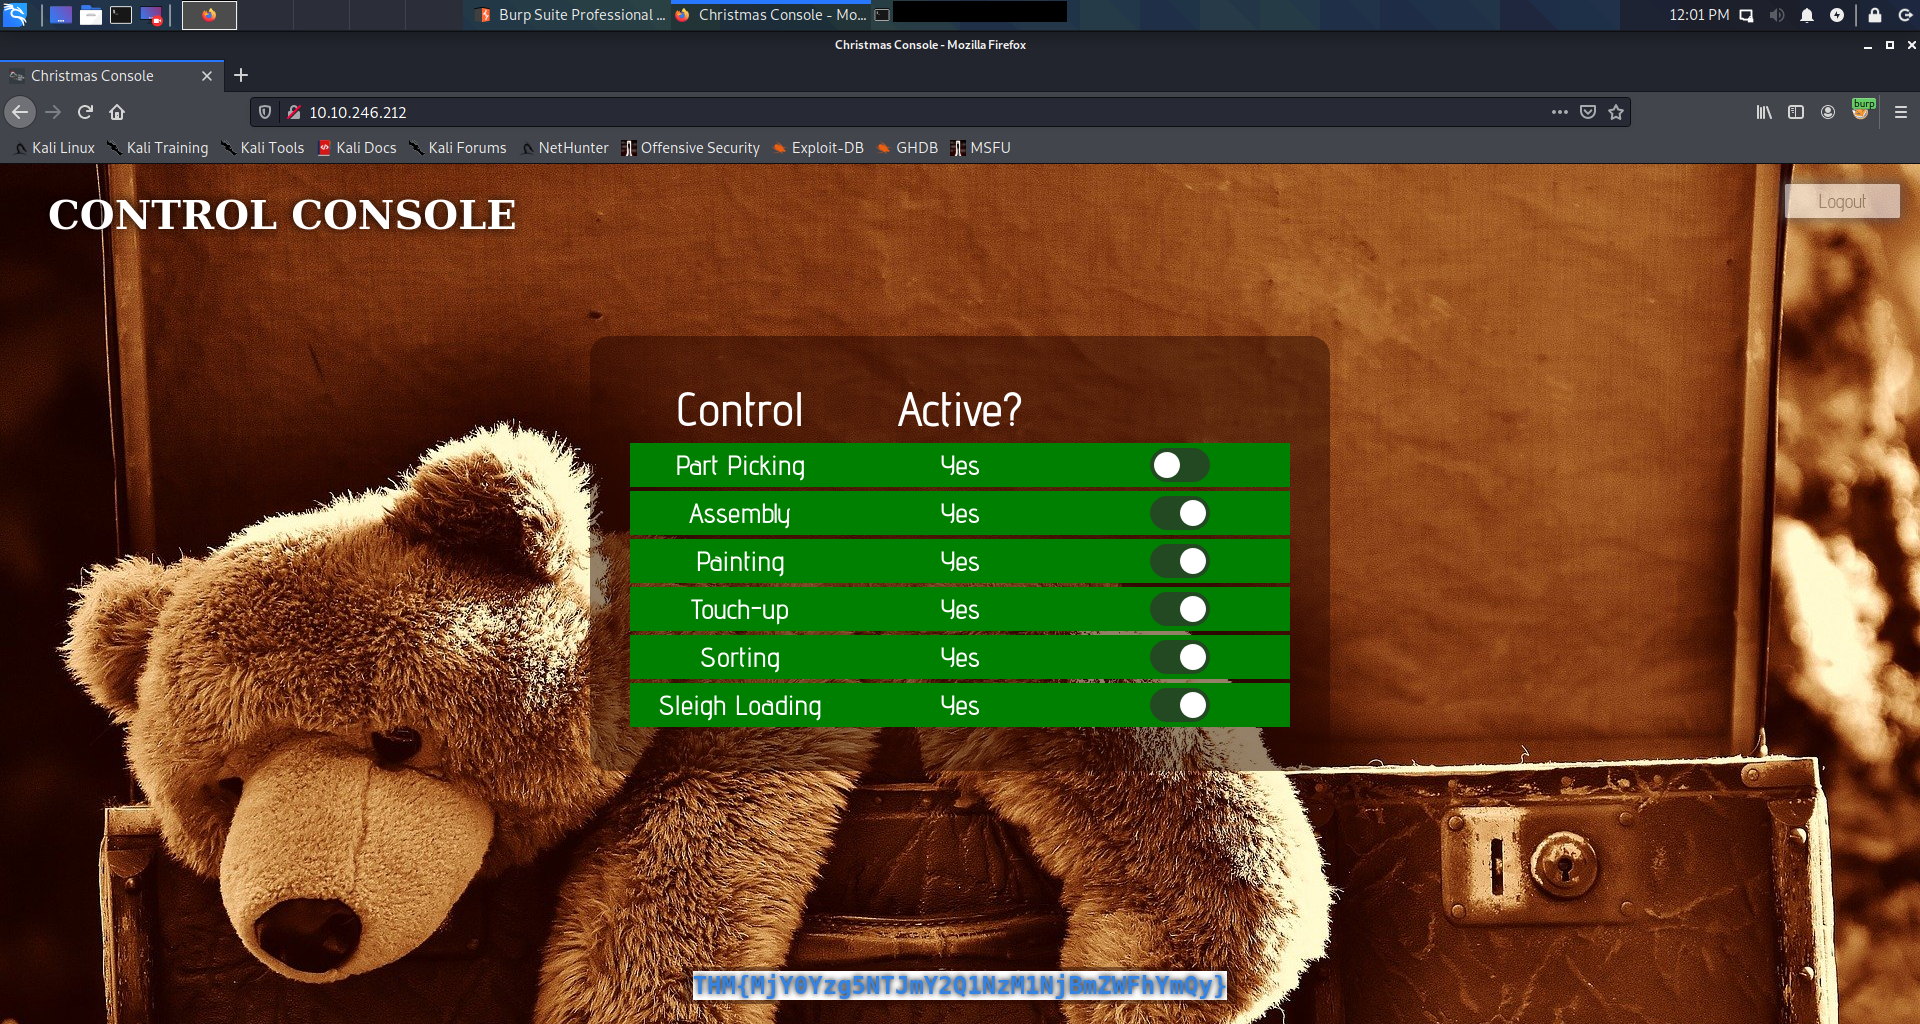 Burp Suite Professional ...
Christmas Console - Mo...
12:01 PM
Christmas Console - Mozilla Firefox
Christmas Console
10.10.246.212
burp
Kali Linux
Kali Training
Kali Tools
Kali Docs
Kali Forums
NetHunter
Offensive Security
Exploit-DB
GHDB
MSFU
CONTROL CONSOLE
Logout
Control Active?
Part Picking Yes
Assembly Yes
Painting Yes
Touch-up Yes
Sorting Yes
Sleigh Loading Yes
THM{MjY0Yzg5NTJmY2Q1NzM1NjBmZWFhYmQy}